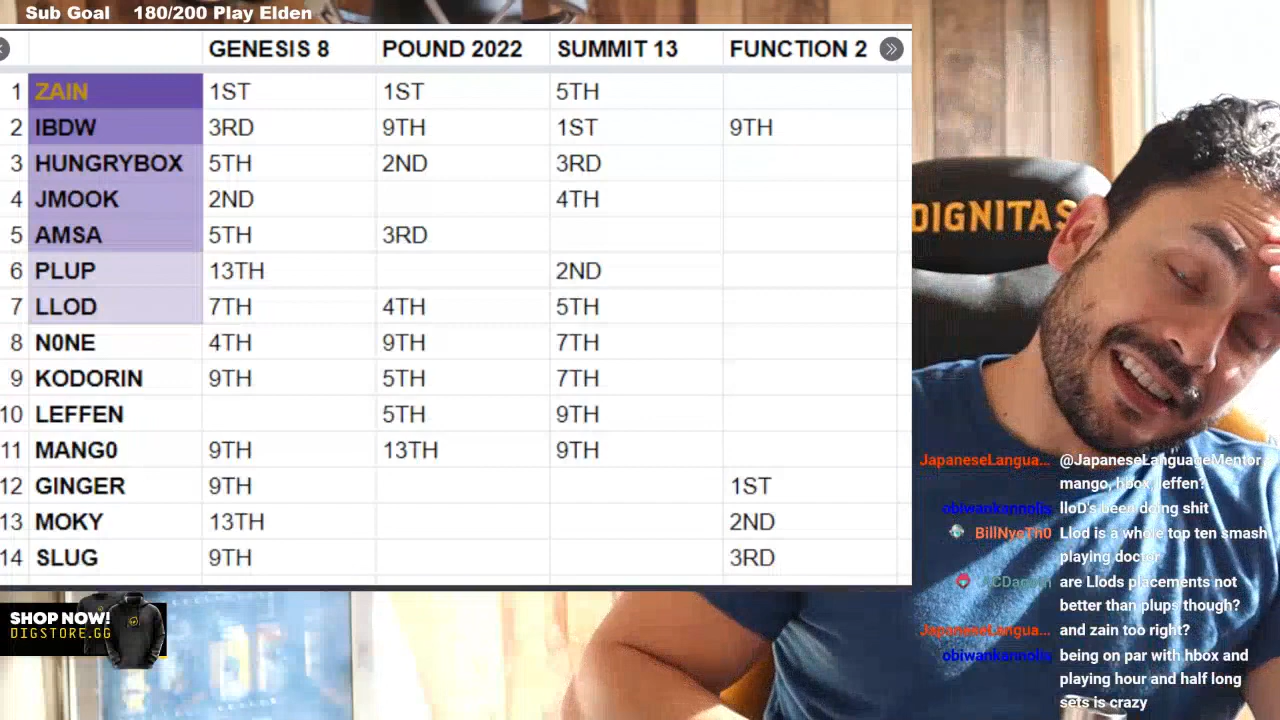 Sub Goal 180/200 Play Elden
GENESIS 8 POUND 2022 SUMMIT 13 FUNCTION 2
1 ZAIN 1ST 1ST 5TH
2 IBDW 3RD 9TH 1ST 9TH
3 HUNGRYBOX 5TH 2ND 3RD
4 JMOOK 2ND 4TH
5 AMSA 5TH 3RD
6 PLUP 13TH 2ND
7 LLOD 7TH 4TH 5TH
8 N0NE 4TH 9TH 7TH
9 KODORIN 9TH 5TH 7TH
10 LEFFEN 5TH 9TH
11 MANG0 9TH 13TH 9TH
12 GINGER 9TH 1ST
13 MOKY 13TH 2ND
14 SLUG 9TH 3RD
DIGNITAS
JapaneseLangua... @JapaneseLanguageMentor
mango, hbox, leffen?
obiwankannolis lloD's been doing shit
BillNyeTh0 Llod is a whole top ten smash
playing doctor
are Llods placements not
better than plups though?
JapaneseLangua... and zain too right?
obiwankannolis being on par with hbox and
playing hour and half long
sets is crazy
SHOP NOW!
DIGSTORE.GG